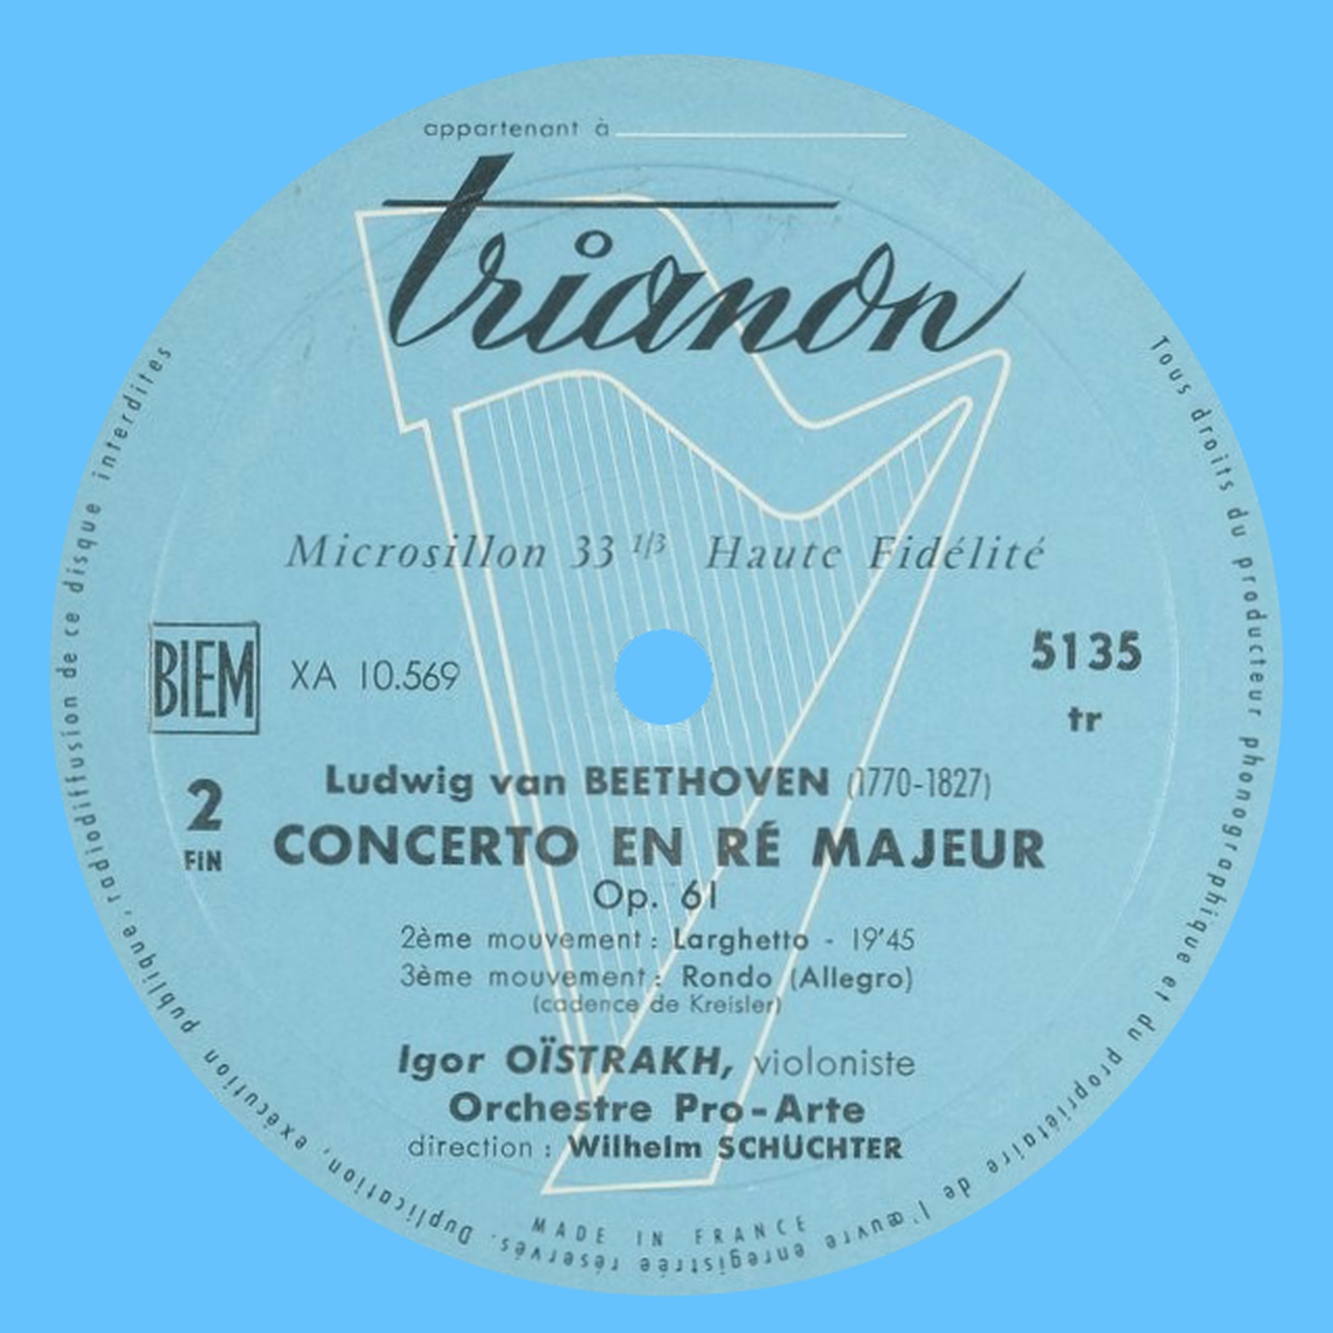 appartenant à
trianon
Microsillon 33 1/3 Haute Fidélité
BIEM
XA 10.569
5135
tr
2
FIN
Ludwig van BEETHOVEN (1770-1827)
CONCERTO EN RÉ MAJEUR
Op. 61
2ème mouvement : Larghetto - 19'45
3ème mouvement : Rondo (Allegro)
(cadence de Kreisler)
Igor OÏSTRAKH, violoniste
Orchestre Pro-Arte
direction : Wilhelm SCHÜCHTER
MADE IN FRANCE
Tous droits du producteur phonographique et du propriétaire de l'œuvre enregistrée réservés. Duplication, exécution publique, radiodiffusion de ce disque interdites